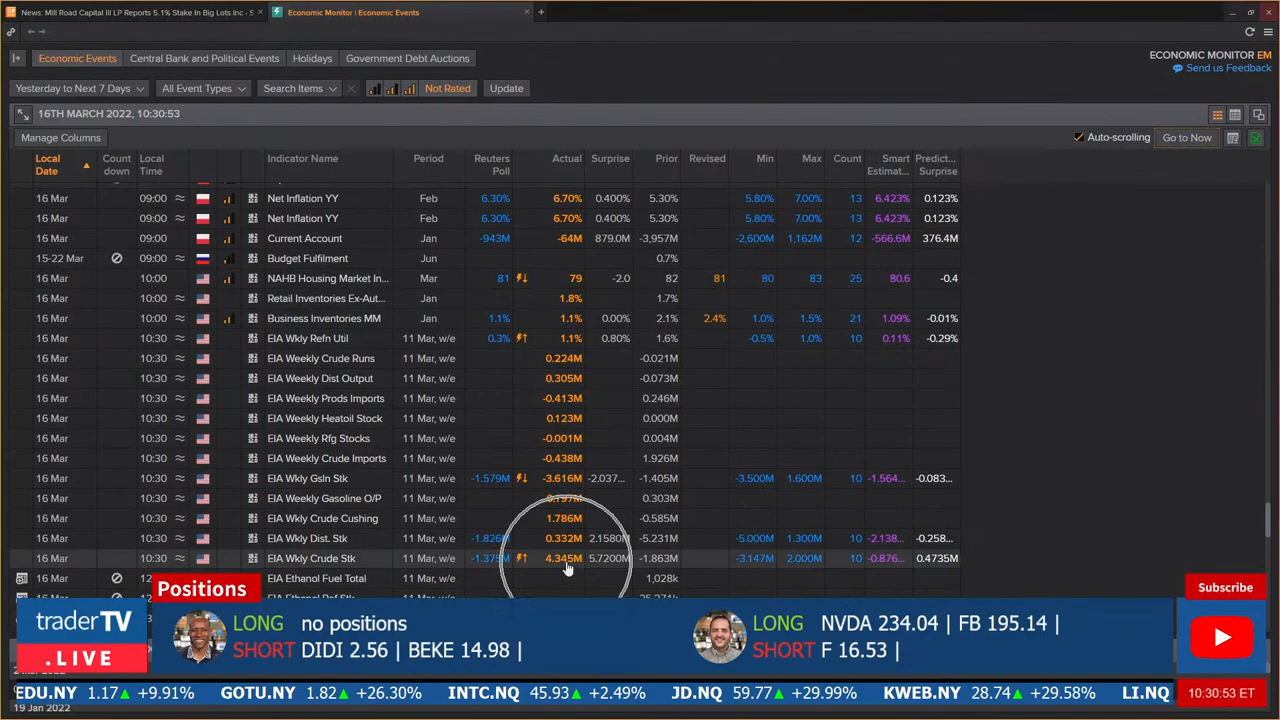 News: Mill Road Capital III LP Reports 5.1% Stake In Big Lots Inc - S
Economic Monitor | Economic Events
Economic Events Central Bank and Political Events Holidays Government Debt Auctions
ECONOMIC MONITOR EM
Send us Feedback
Yesterday to Next 7 Days All Event Types Search Items Not Rated Update
16TH MARCH 2022, 10:30:53
Manage Columns Auto-scrolling Go to Now
Local Date Count down Local Time Indicator Name Period Reuters Poll Actual Surprise Prior Revised Min Max Count Smart Estimat... Predict... Surprise
16 Mar 09:00 Net Inflation YY Feb 6.30% 6.70% 0.400% 5.30% 5.80% 7.00% 13 6.423% 0.123%
16 Mar 09:00 Net Inflation YY Feb 6.30% 6.70% 0.400% 5.30% 5.80% 7.00% 13 6.423% 0.123%
16 Mar 09:00 Current Account Jan -943M -64M 879.0M -3,957M -2,600M 1,162M 12 -566.6M 376.4M
15-22 Mar 09:00 ≈ Budget Fulfilment Jun 0.7%
16 Mar 10:00 NAHB Housing Market In... Mar 81 79 -2.0 82 81 80 83 25 80.6 -0.4
16 Mar 10:00 ≈ Retail Inventories Ex-Aut... Jan 1.8% 1.7%
16 Mar 10:00 ≈ Business Inventories MM Jan 1.1% 1.1% 0.00% 2.1% 2.4% 1.0% 1.5% 21 1.09% -0.01%
16 Mar 10:30 ≈ EIA Wkly Refn Util 11 Mar, w/e 0.3% 1.1% 0.80% 1.6% -0.5% 1.0% 10 0.11% -0.29%
16 Mar 10:30 ≈ EIA Weekly Crude Runs 11 Mar, w/e 0.224M -0.021M
16 Mar 10:30 ≈ EIA Weekly Dist Output 11 Mar, w/e 0.305M -0.073M
16 Mar 10:30 ≈ EIA Weekly Prods Imports 11 Mar, w/e -0.413M 0.246M
16 Mar 10:30 ≈ EIA Weekly Heatoil Stock 11 Mar, w/e 0.123M 0.000M
16 Mar 10:30 ≈ EIA Weekly Rfg Stocks 11 Mar, w/e -0.001M 0.004M
16 Mar 10:30 ≈ EIA Weekly Crude Imports 11 Mar, w/e -0.438M 1.926M
16 Mar 10:30 ≈ EIA Wkly Gsln Stk 11 Mar, w/e -1.579M -3.616M -2.037... -1.405M -3.500M 1.600M 10 -1.564... -0.083...
16 Mar 10:30 ≈ EIA Weekly Gasoline O/P 11 Mar, w/e 0.303M
16 Mar 10:30 ≈ EIA Wkly Crude Cushing 11 Mar, w/e 1.786M -0.585M
16 Mar 10:30 ≈ EIA Wkly Dist. Stk 11 Mar, w/e -1.826M 0.332M 2.1580M -5.231M -5.000M 1.300M 10 -2.138... -0.258...
16 Mar 10:30 ≈ EIA Wkly Crude Stk 11 Mar, w/e -1.375M 4.345M 5.7200M -1.863M -3.147M 2.000M 10 -0.876... 0.4735M
16 Mar EIA Ethanol Fuel Total 11 Mar, w/e 1,028k
EIA Ethanol
Positions Subscribe
traderTV .LIVE
LONG no positions
SHORT DIDI 2.56 | BEKE 14.98 |
LONG NVDA 234.04 | FB 195.14 |
SHORT F 16.53 |
EDU.NY 1.17 ▲ +9.91% GOTU.NY 1.82 ▲ +26.30% INTC.NQ 45.93 ▲ +2.49% JD.NQ 59.77 ▲ +29.99% KWEB.NY 28.74 ▲ +29.58% LI.NQ
10:30:53 ET
19 Jan 2022